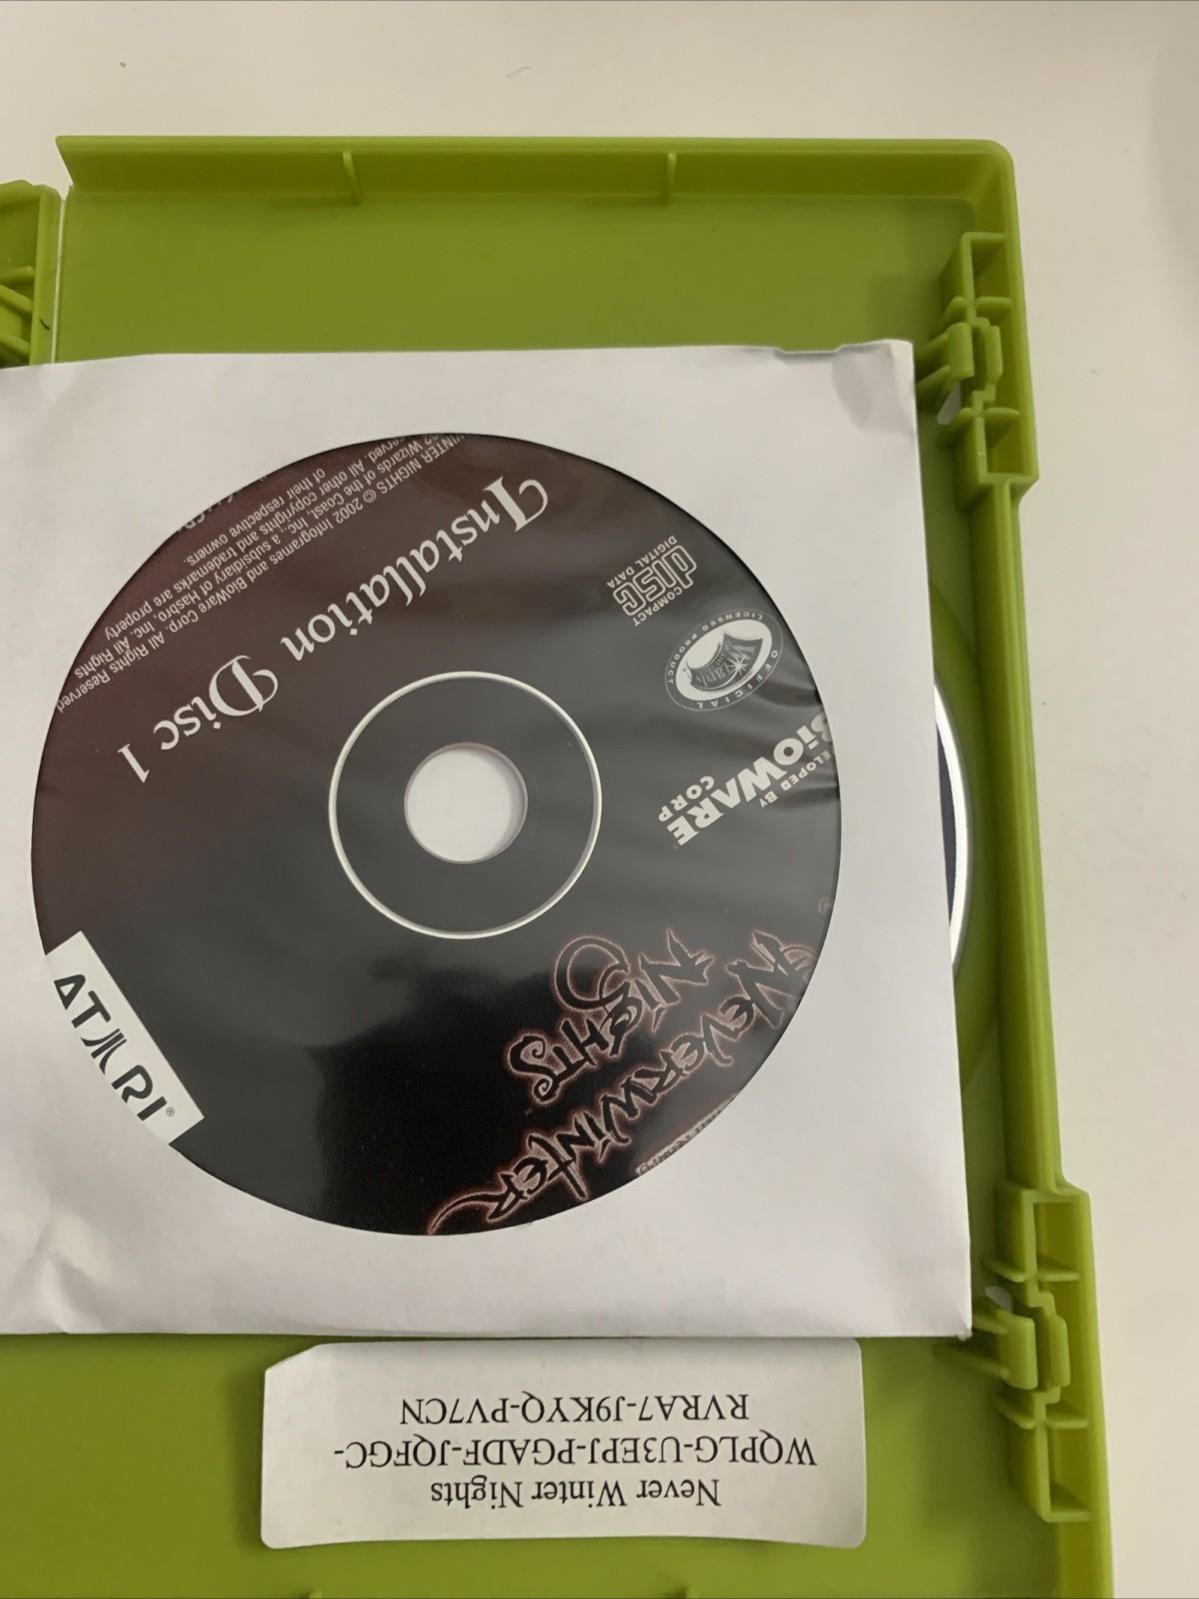 Never Winter Nights
WQPLG-U3EPJ-PGADF-JQFGC-
RVRA7-J9KYQ-PV7CN
NEVERWINTER
NIGHTS
ATARI®
BIOWARE
CORP
BY
OFFICIAL
LICENSED PRODUCT
COMPACT
disc
DIGITAL DATA
Installation Disc 1
WINTER NIGHTS © 2002 Infogrames and BioWare Corp. All Rights Reserved
Wizards of the Coast, Inc. a subsidiary of Hasbro, Inc. All Rights
All other copyrights and trademarks are property
of their respective owners.